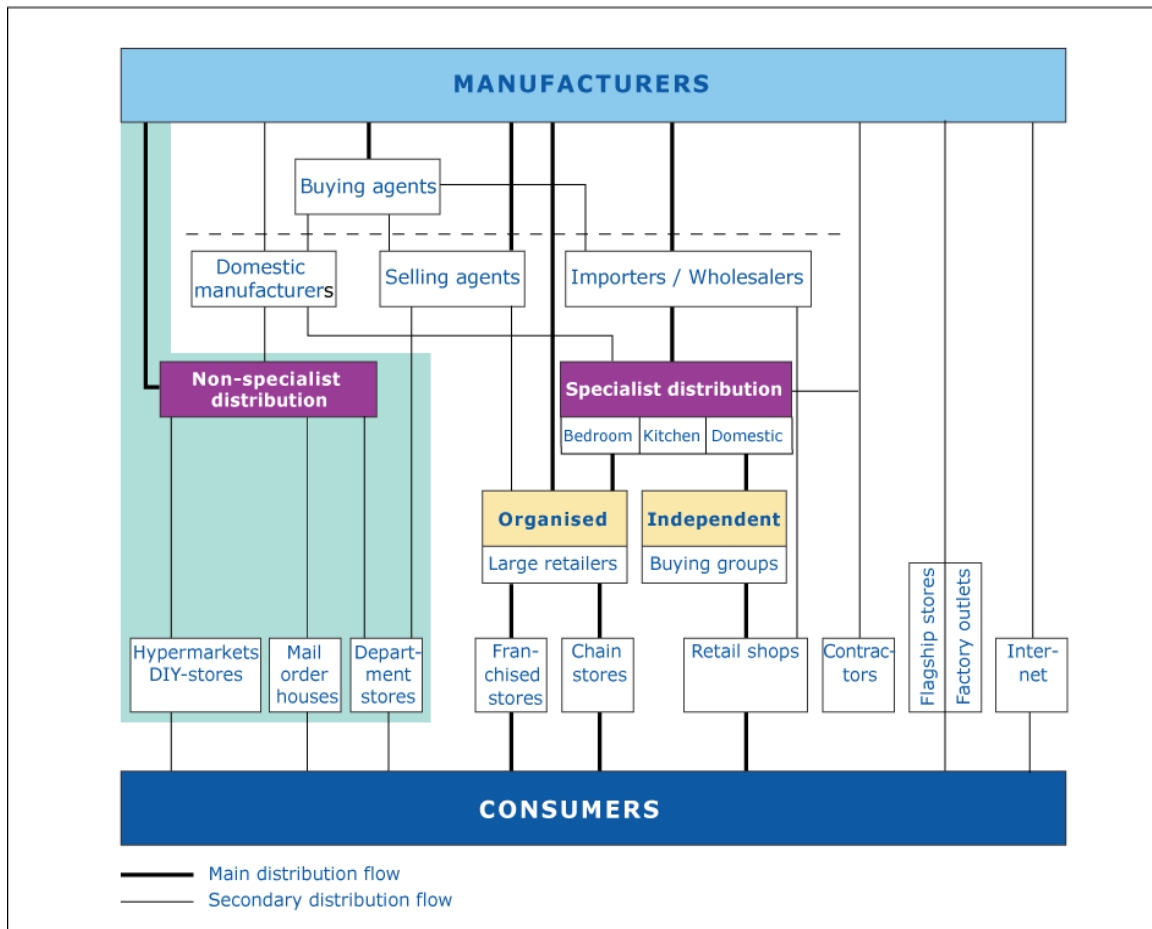 MANUFACTURERS
Buying agents
Domestic
manufacturers
Selling agents
Importers / Wholesalers
Non-specialist
distribution
Specialist distribution
Bedroom
Kitchen
Domestic
Organised
Independent
Large retailers
Buying groups
Hypermarkets
DIY-stores
Mail
order
houses
Depart-
ment
stores
Fran-
chised
stores
Chain
stores
Retail shops
Contrac-
tors
Flagship stores
Factory outlets
Inter-
net
CONSUMERS
Main distribution flow
Secondary distribution flow